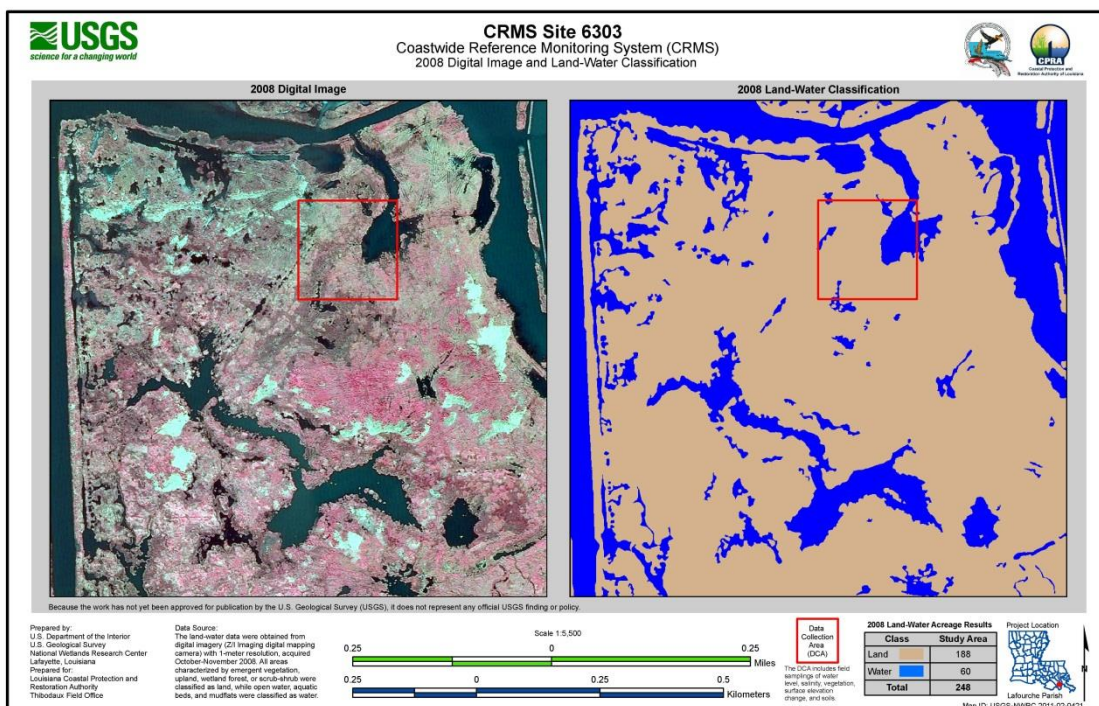 USGS
science for a changing world
CRMS Site 6303
Coastwide Reference Monitoring System (CRMS)
2008 Digital Image and Land-Water Classification
CPRA
Coastal Protection and
Restoration Authority of Louisiana
2008 Digital Image
2008 Land-Water Classification
Because the work has not yet been approved for publication by the U.S. Geological Survey (USGS), it does not represent any official USGS finding or policy.
Prepared by:
U.S. Department of the Interior
U.S. Geological Survey
National Wetlands Research Center
Lafayette, Louisiana
Prepared for:
Louisiana Coastal Protection and
Restoration Authority
Thibodaux Field Office
Data Source:
The land-water data were obtained from
digital imagery (Z/I Imaging digital mapping
camera) with 1-meter resolution, acquired
October-November 2008. All areas
characterized by emergent vegetation,
upland, wetland forest, or scrub-shrub were
classified as land, while open water, aquatic
beds, and mudflats were classified as water.
Scale 1:5,500
0.25 0 0.25
Miles
0.25 0 0.25 0.5
Kilometers
Data
Collection
Area
(DCA)
The DCA includes field
samplings of water
level, salinity, vegetation,
surface elevation
change, and soils.
2008 Land-Water Acreage Results
Class Study Area
Land 188
Water 60
Total 248
Project Location
N
Lafourche Parish
Map ID: USGS-NWRC 2011-02-0421